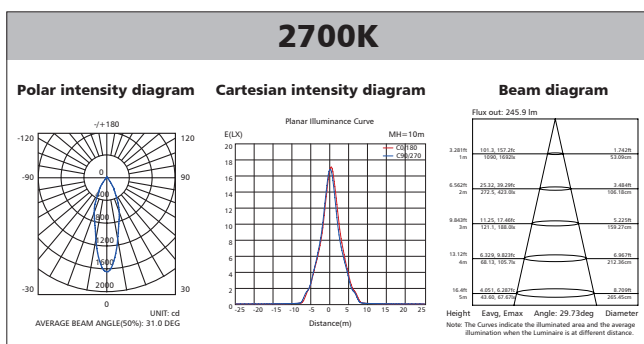 2700K
Polar intensity diagram
-/+180
-120
120
-90
90
-30
30
0
0
400
800
1200
1600
2000
UNIT: cd
AVERAGE BEAM ANGLE(50%): 31.0 DEG
Cartesian intensity diagram
Planar Illuminance Curve
E(LX)
MH=10m
C0/180
C90/270
20
18
16
14
12
10
8
6
4
2
0
-25 -20 -15 -10 -5 0 5 10 15 20 25
Distance(m)
Beam diagram
Flux out: 245.9 lm
3.281ft 101.3, 157.2fc 1.742ft
1m 1090, 1692lx 53.09cm
6.562ft 25.32, 39.29fc 3.484ft
2m 272.5, 423.0lx 106.18cm
9.843ft 11.25, 17.46fc 5.225ft
3m 121.1, 188.0lx 159.27cm
13.12ft 6.329, 9.823fc 6.967ft
4m 68.13, 105.7lx 212.36cm
16.4ft 4.051, 6.287fc 8.709ft
5m 43.60, 67.67lx 265.45cm
Height Eavg, Emax Angle: 29.73deg Diameter
Note: The Curves indicate the illuminated area and the average
illumination when the Luminaire is at different distance.